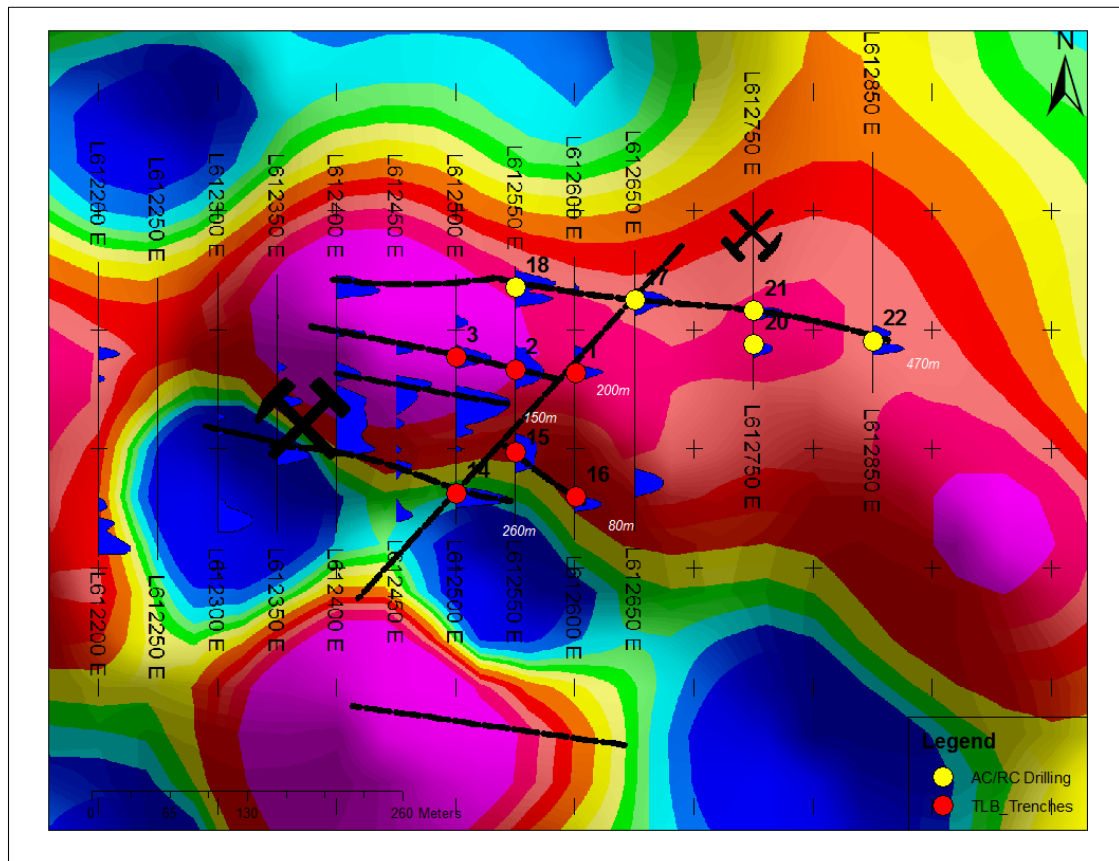 N
L612850 E
L612750 E
L612200 E
L612250 E
L612300 E
L612350 E
L612400 E
L612450 E
L612500 E
L612550 E
L612600 E
L612650 E
18
17
21
20
22
470m
3
2
1
200m
150m
15
16
14
260m
80m
L612750 E
L612850 E
L612200 E
L612250 E
L612300 E
L612350 E
L612400 E
L612450 E
L612500 E
L612550 E
L612600 E
L612650 E
Legend
AC/RC Drilling
TLB_Trenches
0 65 130 260 Meters